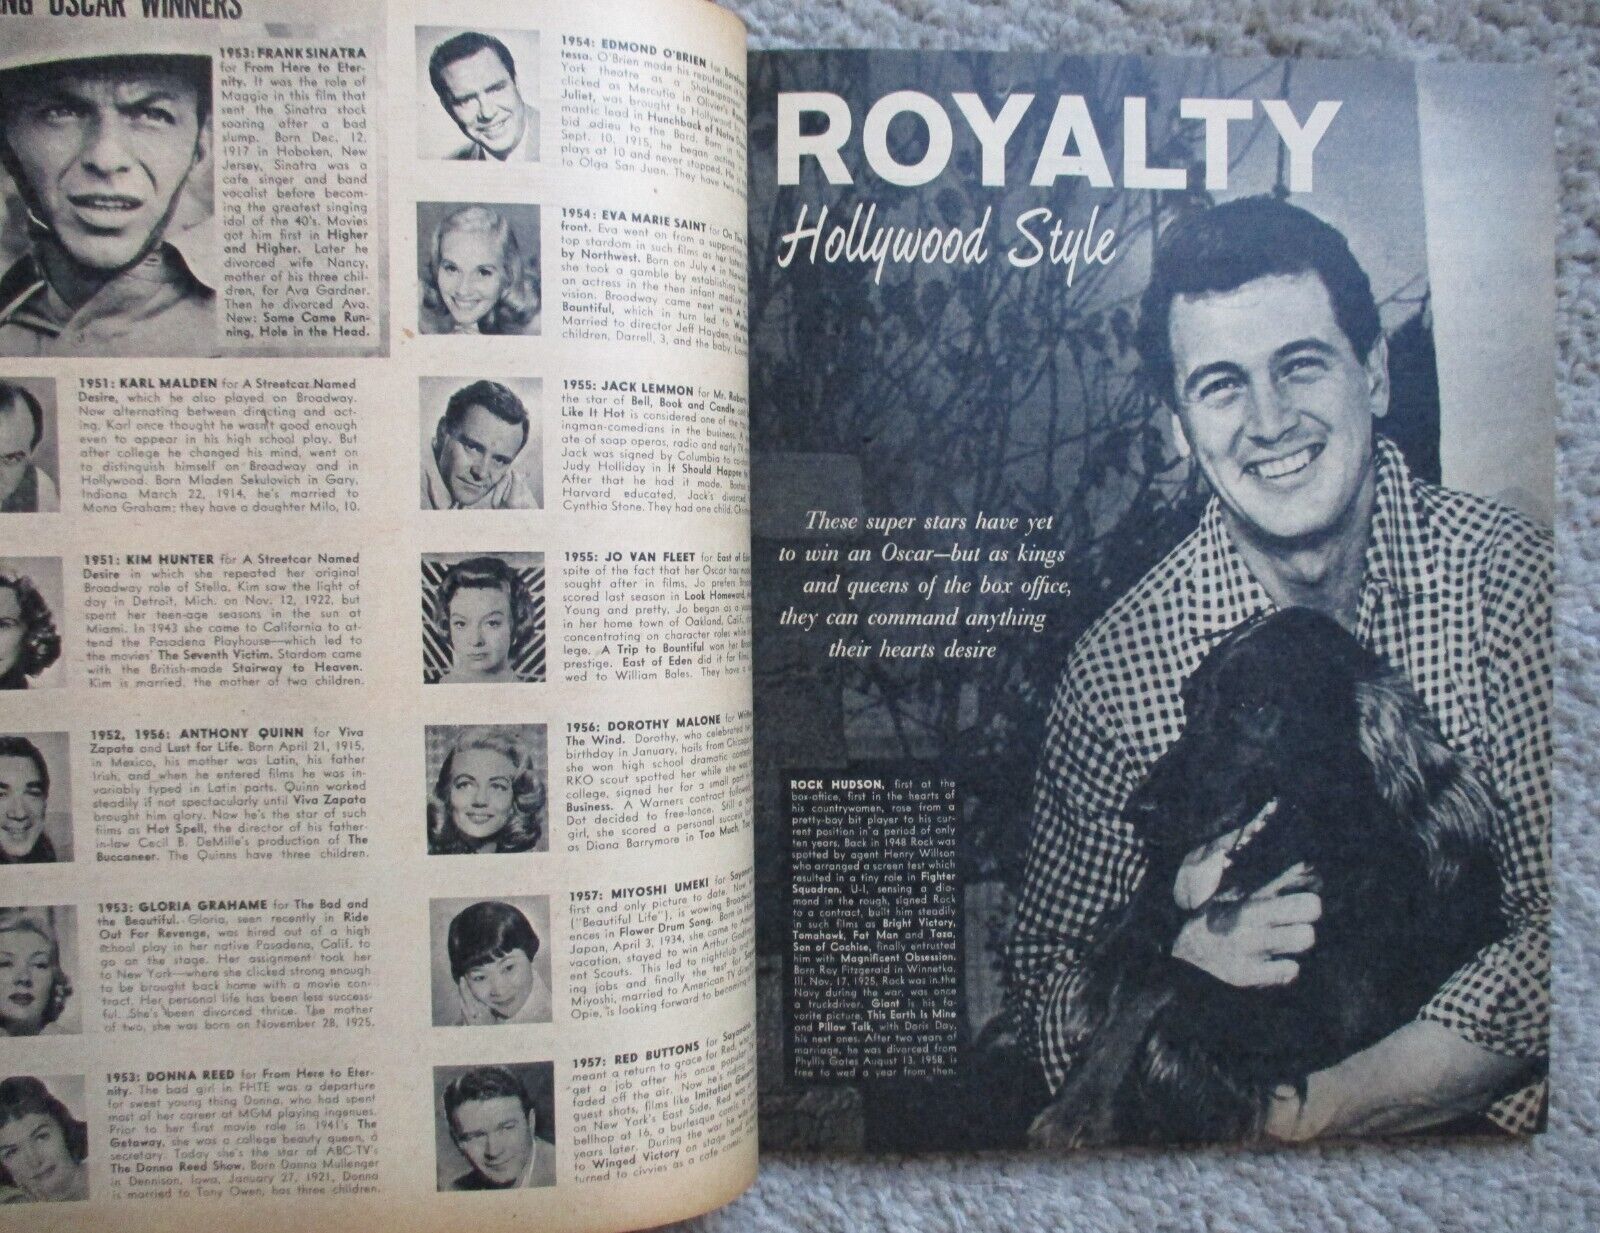 NG OSCAR WINNERS
1953: FRANK SINATRA
for From Here to Eter-
nity. It was the role of
Maggio in this film that
sent the Sinatra stock
soaring after a bad
slump. Born Dec. 12,
1917 in Hoboken, New
Jersey, Sinatra was a
cafe singer and band
vocalist before becom-
ing the greatest singing
idol of the 40's. Movies
got him first in Higher
and Higher. Later he
divorced wife Nancy,
mother of his three chil-
dren, for Ava Gardner.
Then he divorced Ava.
New: Some Came Run-
ning, Hole in the Head.
1951: KARL MALDEN for A Streetcar Named
Desire, which he also played on Broadway.
Now alternating between directing and act-
ing, Karl once thought he wasn't good enough
even to appear in his high school play. But
after college he changed his mind, went on
to distinguish himself on Broadway and in
Hollywood. Born Mladen Sekulovich in Gary,
Indiana March 22, 1914, he's married to
Mona Graham; they have a daughter Milo, 10.
1951: KIM HUNTER for A Streetcar Named
Desire in which she repeated her original
Broadway role of Stella. Kim saw the light of
day in Detroit, Mich. on Nov. 12, 1922, but
spent her teen-age seasons in the sun at
Miami. In 1943 she came to California to at-
tend the Pasadena Playhouse—which led to
the movies' The Seventh Victim. Stardom came
with the British-made Stairway to Heaven.
Kim is married, the mother of two children.
1952, 1956: ANTHONY QUINN for Viva
Zapata and Lust for Life. Born April 21, 1915,
in Mexico, his mother was Latin, his father
Irish, and when he entered films he was in-
variably typed in Latin parts. Quinn worked
steadily if not spectacularly until Viva Zapata
brought him glory. Now he's the star of such
films as Hot Spell, the director of his father-
in-law Cecil B. DeMille's production of The
Buccaneer. The Quinns have three children.
1953: GLORIA GRAHAME for The Bad and
the Beautiful. Gloria, seen recently in Ride
Out For Revenge, was hired out of a high
school play in her native Pasadena, Calif. to
go on the stage. Her assignment took her
to New York—where she clicked strong enough
to be brought back home with a movie con-
tract. Her personal life has been less success-
ful. She's been divorced thrice. The mother
of two, she was born on November 28, 1925.
1953: DONNA REED for From Here to Eter-
nity. The bad girl in FHTE was a departure
for sweet young thing Donna, who had spent
most of her career at MGM playing ingenues.
Prior to her first movie role in 1941's The
Getaway, she was a college beauty queen, a
secretary. Today she's the star of ABC-TV's
The Donna Reed Show. Born Donna Mullenger
in Dennison, Iowa, January 27, 1921, Donna
is married to Tony Owen, has three children.
1954: EDMOND O'BRIEN for Barefoot
tessa. O'Brien made his reputation in
York theatre as a Shakespearean
clicked as Mercutio in Olivier's
Juliet, was brought to Hollywood for
mantic lead in Hunchback of Notre
bid adieu to the Bard. Born
Sept. 10, 1915, he began acting
plays at 10 and never stopped. He
to Olga San Juan. They have two
1954: EVA MARIE SAINT for On The
front. Eva went on from a supporting
top stardom in such films as her latest
by Northwest. Born on July 4 in
she took a gamble by establishing
an actress in the then infant medium
vision. Broadway came next with A
Bountiful, which in turn led to
Married to director Jeff Hayden, she
children, Darrell, 3, and the baby,
1955: JACK LEMMON for Mr.
the star of Bell, Book and Candle
Like It Hot is considered one of the
ingman-comedians in the business. A
ate of soap operas, radio and early TV
Jack was signed by Columbia to
Judy Holliday in It Should Happen
After that he had it made.
Harvard educated, Jack's divorced
Cynthia Stone. They had one child,
1955: JO VAN FLEET for East of
spite of the fact that her Oscar has
sought after in films, Jo prefers
scored last season in Look Homeward,
Young and pretty, Jo began as a
in her home town of Oakland, Calif.
concentrating on character roles while
lege. A Trip to Bountiful won her
prestige. East of Eden did it for
wed to William Bales. They have a
1956: DOROTHY MALONE for
The Wind. Dorothy, who celebrated
birthday in January, hails from
she won high school dramatic
RKO scout spotted her while she
college, signed her for a small part
Business. A Warners contract followed
Dot decided to free-lance. Still a
girl, she scored a personal success
as Diana Barrymore in Too Much,
1957: MIYOSHI UMEKI for
first and only picture to date. Now
("Beautiful Life"), is wowing
ences in Flower Drum Song. Born in
Japan, April 3, 1934, she came to
vacation, stayed to win Arthur
ent Scouts. This led to nightclub
ing jobs and finally the test for
Miyoshi, married to American TV
Opie, is looking forward to becoming
1957: RED BUTTONS for
meant a return to grace for Red,
get a job after his once popular
faded off the air. Now he's riding
guest shots, films like Imitation
on New York's East Side, Red was
bellhop at 16, a burlesque comic
years later. During the war he
to Winged Victory on stage and
turned to civvies as a cafe comic
ROYALTY
Hollywood Style
These super stars have yet
to win an Oscar—but as kings
and queens of the box office,
they can command anything
their hearts desire
ROCK HUDSON, first at the
box-office, first in the hearts of
his countrywomen, rose from a
pretty-boy bit player to his cur-
rent position in a period of only
ten years. Back in 1948 Rock was
spotted by agent Henry Willson
who arranged a screen test which
resulted in a tiny role in Fighter
Squadron. U-I, sensing a dia-
mond in the rough, signed Rock
to a contract, built him steadily
in such films as Bright Victory,
Tomahawk, Fat Man and Taza,
Son of Cochise, finally entrusted
him with Magnificent Obsession.
Born Roy Fitzgerald in Winnetka,
Ill. Nov. 17, 1925, Rock was in the
Navy during the war, was once
a truckdriver. Giant is his fa-
vorite picture, This Earth Is Mine
and Pillow Talk, with Doris Day,
his next ones. After two years of
marriage, he was divorced from
Phyllis Gates August 13, 1958, is
free to wed a year from then.